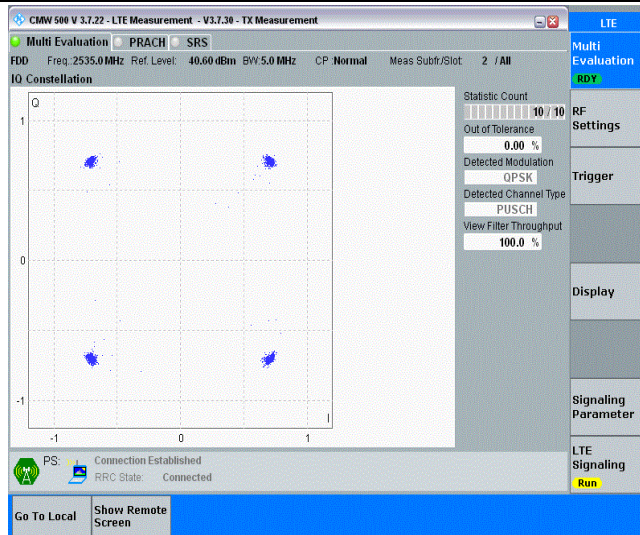 CMW 500 V 3.7.22 - LTE Measurement - V3.7.30 - TX Measurement
LTE
Multi Evaluation PRACH SRS
FDD Freq.:2535.0 MHz Ref. Level: 40.60 dBm BW:5.0 MHz CP :Normal Meas Subfr./Slot: 2 / All
IQ Constellation
Q
1
0
-1
-1 0 1
I
Statistic Count
10 / 10
Out of Tolerance
0.00 %
Detected Modulation
QPSK
Detected Channel Type
PUSCH
View Filter Throughput
100.0 %
Multi
Evaluation
RDY
RF
Settings
Trigger
Display
Signaling
Parameter
LTE
Signaling
Run
PS: Connection Established
RRC State: Connected
Go To Local
Show Remote
Screen